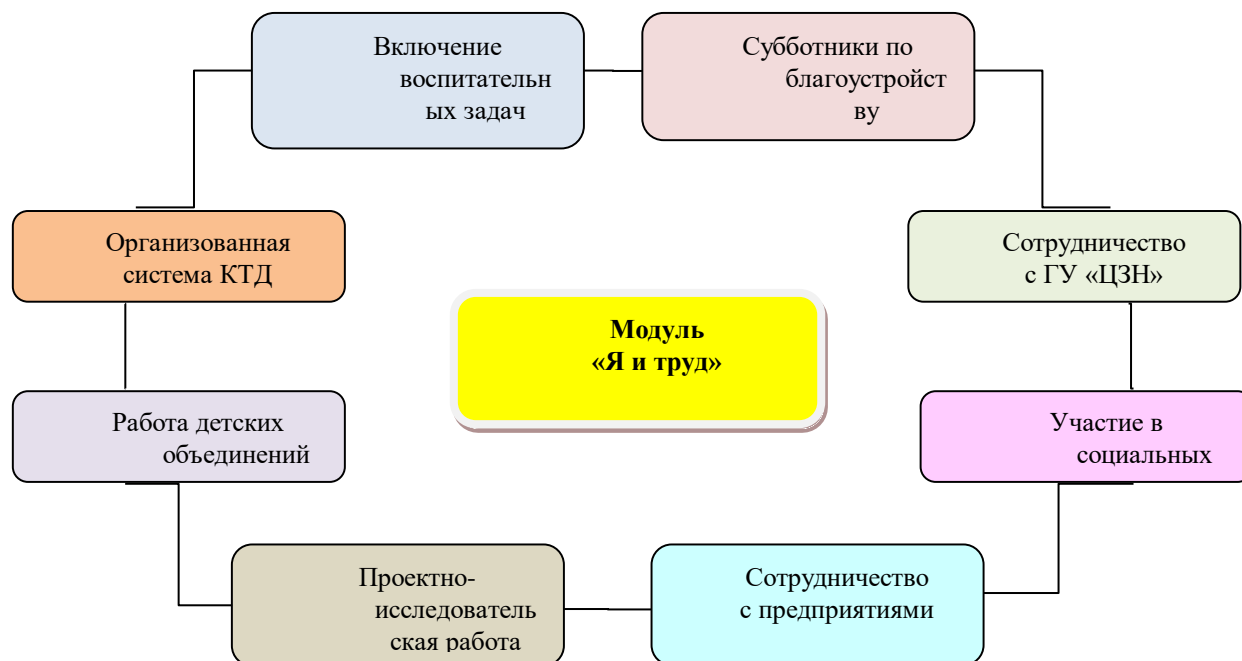 Включение
воспитательн
ых задач
Субботники по
благоустройст
ву
Организованная
система КТД
Сотрудничество
с ГУ «ЦЗН»
Модуль
«Я и труд»
Работа детских
объединений
Участие в
социальных
Проектно-
исследователь
ская работа
Сотрудничество
с предприятиями